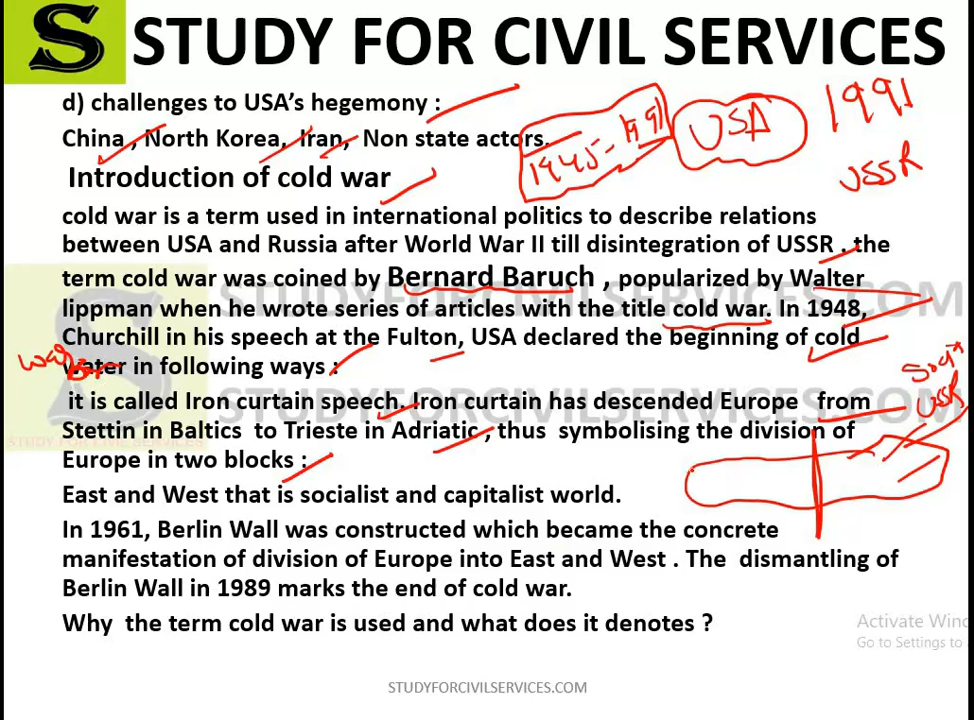 S STUDY FOR CIVIL SERVICES
d) challenges to USA's hegemony :
China , North Korea, Iran, Non state actors.
1945-1991
USA
1991
USSR
Introduction of cold war
cold war is a term used in international politics to describe relations
between USA and Russia after World War II till disintegration of USSR . the
term cold war was coined by Bernard Baruch , popularized by Walter
lippman when he wrote series of articles with the title cold war. In 1948,
Churchill in his speech at the Fulton, USA declared the beginning of cold
water in following ways :
it is called Iron curtain speech. Iron curtain has descended Europe from
USSR
Stettin in Baltics to Trieste in Adriatic , thus symbolising the division of
Europe in two blocks :
East and West that is socialist and capitalist world.
In 1961, Berlin Wall was constructed which became the concrete
manifestation of division of Europe into East and West . The dismantling of
Berlin Wall in 1989 marks the end of cold war.
Why the term cold war is used and what does it denotes ?
STUDYFORCIVILSERVICES.COM
STUDYFORCIVILSERVICES.COM
STUDYFORCIVILSERVICES.COM
Activate Wind
Go to Settings to
STUDYFORCIVILSERVICES.COM